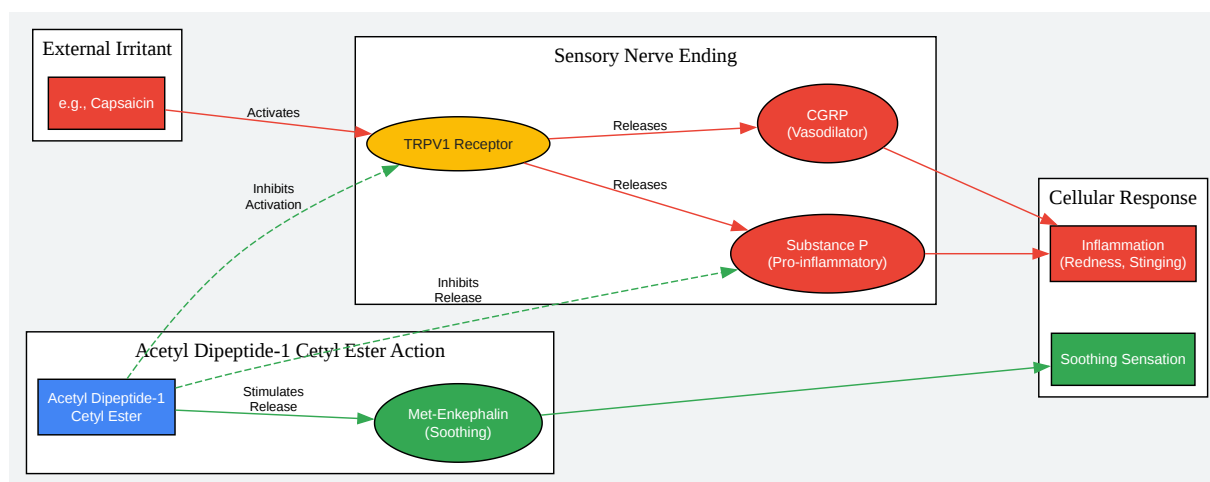 External Irritant
e.g., Capsaicin
Activates
Sensory Nerve Ending
TRPV1 Receptor
Releases
CGRP
(Vasodilator)
Releases
Substance P
(Pro-inflammatory)
Inhibits
Activation
Inhibits
Release
Cellular Response
Inflammation
(Redness, Stinging)
Soothing Sensation
Acetyl Dipeptide-1 Cetyl Ester Action
Acetyl Dipeptide-1
Cetyl Ester
Stimulates
Release
Met-Enkephalin
(Soothing)